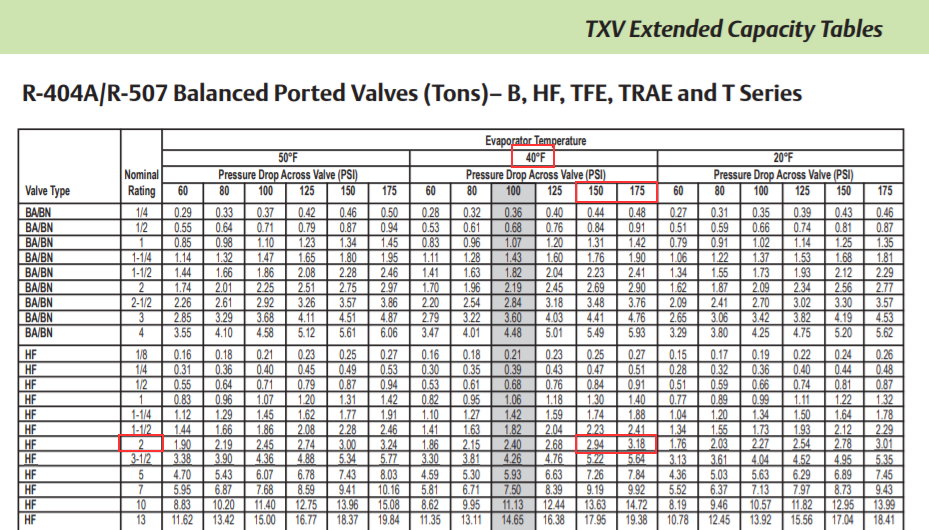 TXV Extended Capacity Tables
R-404A/R-507 Balanced Ported Valves (Tons)– B, HF, TFE, TRAE and T Series
Evaporator Temperature
50°F 40°F 20°F
Nominal Pressure Drop Across Valve (PSI) Pressure Drop Across Valve (PSI) Pressure Drop Across Valve (PSI)
Valve Type Rating 60 80 100 125 150 175 60 80 100 125 150 175 60 80 100 125 150 175
BA/BN 1/4 0.29 0.33 0.37 0.42 0.46 0.50 0.28 0.32 0.36 0.40 0.44 0.48 0.27 0.31 0.35 0.39 0.43 0.46
BA/BN 1/2 0.55 0.64 0.71 0.79 0.87 0.94 0.53 0.61 0.68 0.76 0.84 0.91 0.51 0.59 0.66 0.74 0.81 0.87
BA/BN 1 0.85 0.98 1.10 1.23 1.34 1.45 0.83 0.96 1.07 1.20 1.31 1.42 0.79 0.91 1.02 1.14 1.25 1.35
BA/BN 1-1/4 1.14 1.32 1.47 1.65 1.80 1.95 1.11 1.28 1.43 1.60 1.76 1.90 1.06 1.22 1.37 1.53 1.68 1.81
BA/BN 1-1/2 1.44 1.66 1.86 2.08 2.28 2.46 1.41 1.63 1.82 2.04 2.23 2.41 1.34 1.55 1.73 1.93 2.12 2.29
BA/BN 2 1.74 2.01 2.25 2.51 2.75 2.97 1.70 1.96 2.19 2.45 2.69 2.90 1.62 1.87 2.09 2.34 2.56 2.77
BA/BN 2-1/2 2.26 2.61 2.92 3.26 3.57 3.86 2.20 2.54 2.84 3.18 3.48 3.76 2.09 2.41 2.70 3.02 3.30 3.57
BA/BN 3 2.85 3.29 3.68 4.11 4.51 4.87 2.79 3.22 3.60 4.03 4.41 4.76 2.65 3.06 3.42 3.82 4.19 4.53
BA/BN 4 3.55 4.10 4.58 5.12 5.61 6.06 3.47 4.01 4.48 5.01 5.49 5.93 3.29 3.80 4.25 4.75 5.20 5.62
HF 1/8 0.16 0.18 0.21 0.23 0.25 0.27 0.16 0.18 0.21 0.23 0.25 0.27 0.15 0.17 0.19 0.22 0.24 0.26
HF 1/4 0.31 0.36 0.40 0.45 0.49 0.53 0.30 0.35 0.39 0.43 0.47 0.51 0.28 0.32 0.36 0.40 0.44 0.48
HF 1/2 0.55 0.64 0.71 0.79 0.87 0.94 0.53 0.61 0.68 0.76 0.84 0.91 0.51 0.59 0.66 0.74 0.81 0.87
HF 1 0.83 0.96 1.07 1.20 1.31 1.42 0.82 0.95 1.06 1.18 1.30 1.40 0.77 0.89 0.99 1.11 1.22 1.32
HF 1-1/4 1.12 1.29 1.45 1.62 1.77 1.91 1.10 1.27 1.42 1.59 1.74 1.88 1.04 1.20 1.34 1.50 1.64 1.78
HF 1-1/2 1.44 1.66 1.86 2.08 2.28 2.46 1.41 1.63 1.82 2.04 2.23 2.41 1.34 1.55 1.73 1.93 2.12 2.29
HF 2 1.90 2.19 2.45 2.74 3.00 3.24 1.86 2.15 2.40 2.68 2.94 3.18 1.76 2.03 2.27 2.54 2.78 3.01
HF 3-1/2 3.38 3.90 4.36 4.88 5.34 5.77 3.30 3.81 4.26 4.76 5.22 5.64 3.13 3.61 4.04 4.52 4.95 5.35
HF 5 4.70 5.43 6.07 6.78 7.43 8.03 4.59 5.30 5.93 6.63 7.26 7.84 4.36 5.03 5.63 6.29 6.89 7.45
HF 7 5.95 6.87 7.68 8.59 9.41 10.16 5.81 6.71 7.50 8.39 9.19 9.92 5.52 6.37 7.13 7.97 8.73 9.43
HF 10 8.83 10.20 11.40 12.75 13.96 15.08 8.62 9.95 11.13 12.44 13.63 14.72 8.19 9.46 10.57 11.82 12.95 13.99
HF 13 11.62 13.42 15.00 16.77 18.37 19.84 11.35 13.11 14.65 16.38 17.95 19.38 10.78 12.45 13.92 15.56 17.04 18.41